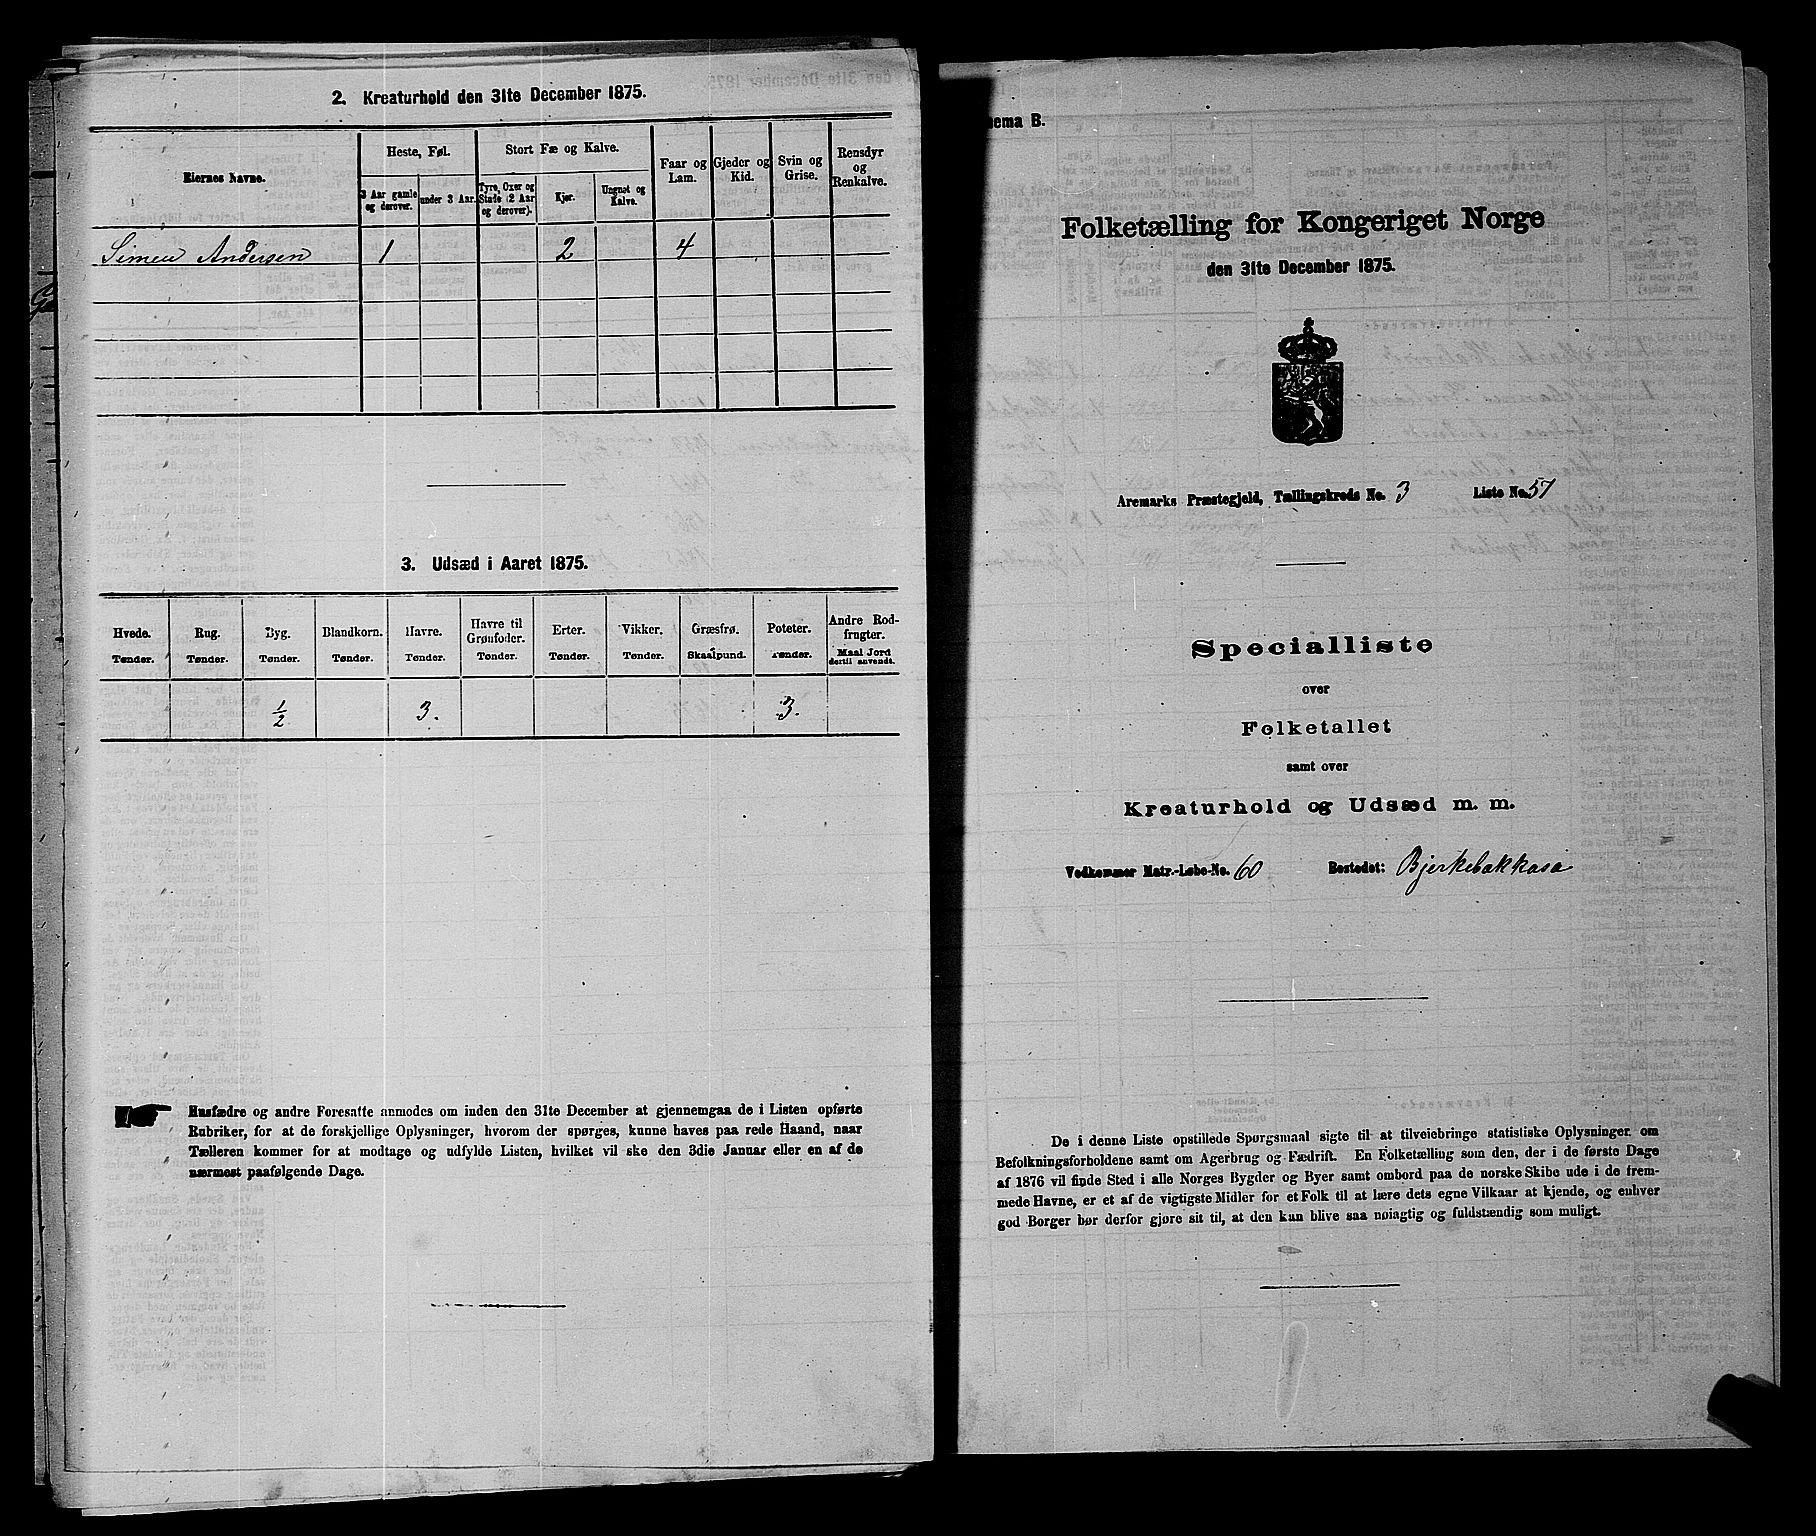 2. Kreaturhold den 31te December 1875.
Eiernes Navne.
Heste, Føl.
Stort Fæ og Kalve.
Faar og Lam.
Gjeder og Kid.
Svin og Grise.
Rensdyr og Renkalve.
3 Aar gamle og derover.
under 3 Aar.
Tyre, Oxer og Stude (2 Aar og derover).
Kjør.
Ungnøt og Kalve.
Simen Andersen 1 2 4
3. Udsæd i Aaret 1875.
Hvede. Rug. Byg. Blandkorn. Havre. Havre til Grønfoder. Erter. Vikker. Græsfrø. Poteter. Andre Rodfrugter.
Tønder. Tønder. Tønder. Tønder. Tønder. Tønder. Tønder. Tønder. Skaalpund. Tønder. Maal Jord dertil anvendt.
1/2 3. 3.
Husfædre og andre Foresatte anmodes om inden den 31te December at gjennemgaa de i Listen opførte
Rubriker, for at de forskjellige Oplysninger, hvorom der spørges, kunne haves paa rede Haand, naar
Tælleren kommer for at modtage og udfylde Listen, hvilket vil ske den 3die Januar eller en af de
nærmest paafølgende Dage.
hema B.
Folketælling for Kongeriget Norge
den 31te December 1875.
Aremarks Præstegjeld, Tællingskreds No. 3 Liste No. 57
Specialliste
over
Folketallet
samt over
Kreaturhold og Udsæd m. m.
Vedkommer Matr.-Løbe-No. 60 Bostedet: Bjerkebakkasa
De i denne Liste opstillede Spørgsmaal sigte til at tilveiebringe statistiske Oplysninger om
Befolkningsforholdene samt om Agerbrug og Fædrift. En Folketælling som den, der i de første Dage
af 1876 vil finde Sted i alle Norges Bygder og Byer samt ombord paa de norske Skibe ude i de frem-
mede Havne, er et af de vigtigste Midler for et Folk til at lære dets egne Vilkaar at kjende, og enhver
god Borger bør derfor gjøre sit til, at den kan blive saa nøiagtig og fuldstændig som muligt.